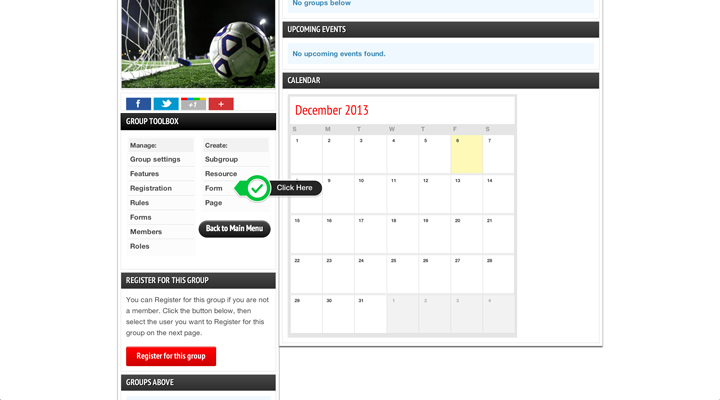 No groups below
UPCOMING EVENTS
No upcoming events found.
CALENDAR
December 2013
S M T W T F S
1 2 3 4 5 6 7
8 9 10 11 12 13 14
15 16 17 18 19 20 21
22 23 24 25 26 27 28
29 30 31 1 2 3 4
f
+1
+
GROUP TOOLBOX
Manage:
Group settings
Features
Registration
Rules
Forms
Members
Roles
Create:
Subgroup
Resource
Form
Page
Click Here
Back to Main Menu
REGISTER FOR THIS GROUP
You can Register for this group if you are not
a member. Click the button below, then
select the user you want to Register for this
group on the next page.
Register for this group
GROUPS ABOVE